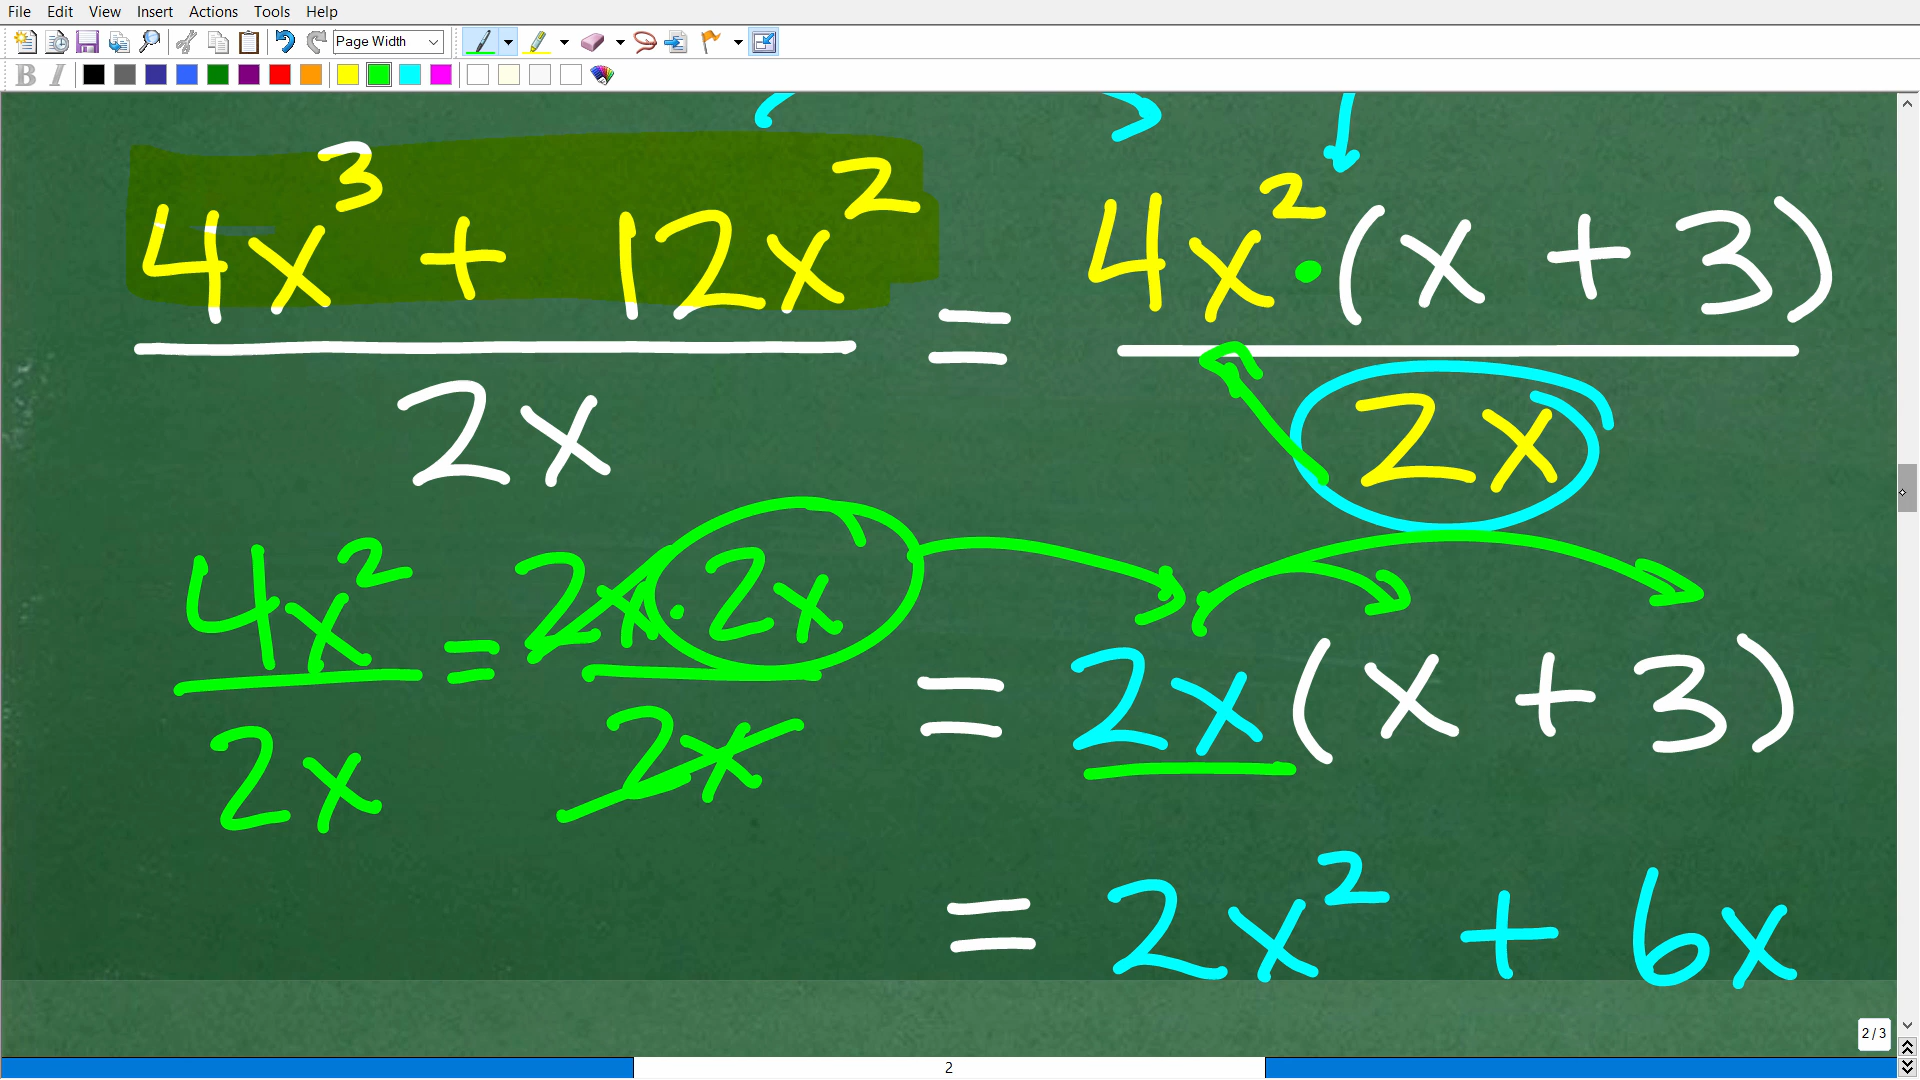 File Edit View Insert Actions Tools Help
Page Width
B I
4x³ + 12x² = 4x² · (x + 3)
2x 2x
4x² = 2x · 2x
2x 2x
= 2x(x + 3)
= 2x² + 6x
2 / 3
2